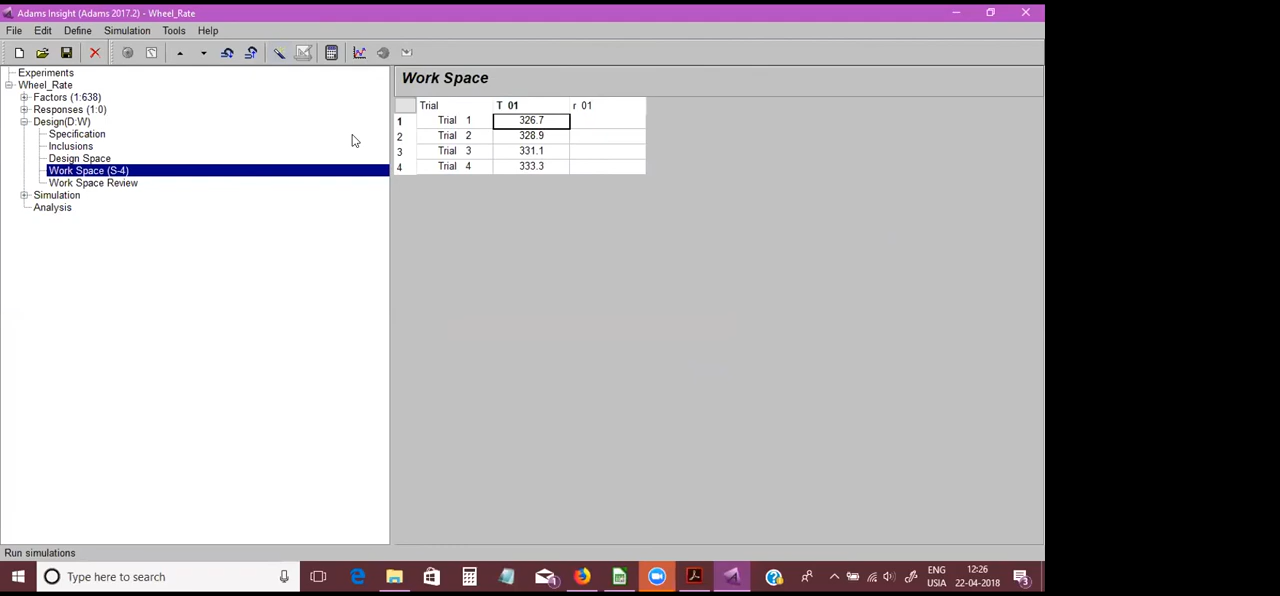 Adams Insight (Adams 2017.2) - Wheel_Rate
File Edit Define Simulation Tools Help
Experiments
Wheel_Rate
Factors (1:638)
Responses (1:0)
Design(D:W)
Specification
Inclusions
Design Space
Work Space (S-4)
Work Space Review
Simulation
Analysis
Work Space
Trial T 01 r 01
1 Trial 1 326.7
2 Trial 2 328.9
3 Trial 3 331.1
4 Trial 4 333.3
Run simulations
Type here to search
ENG
USIA
12:26
22-04-2018
1
3